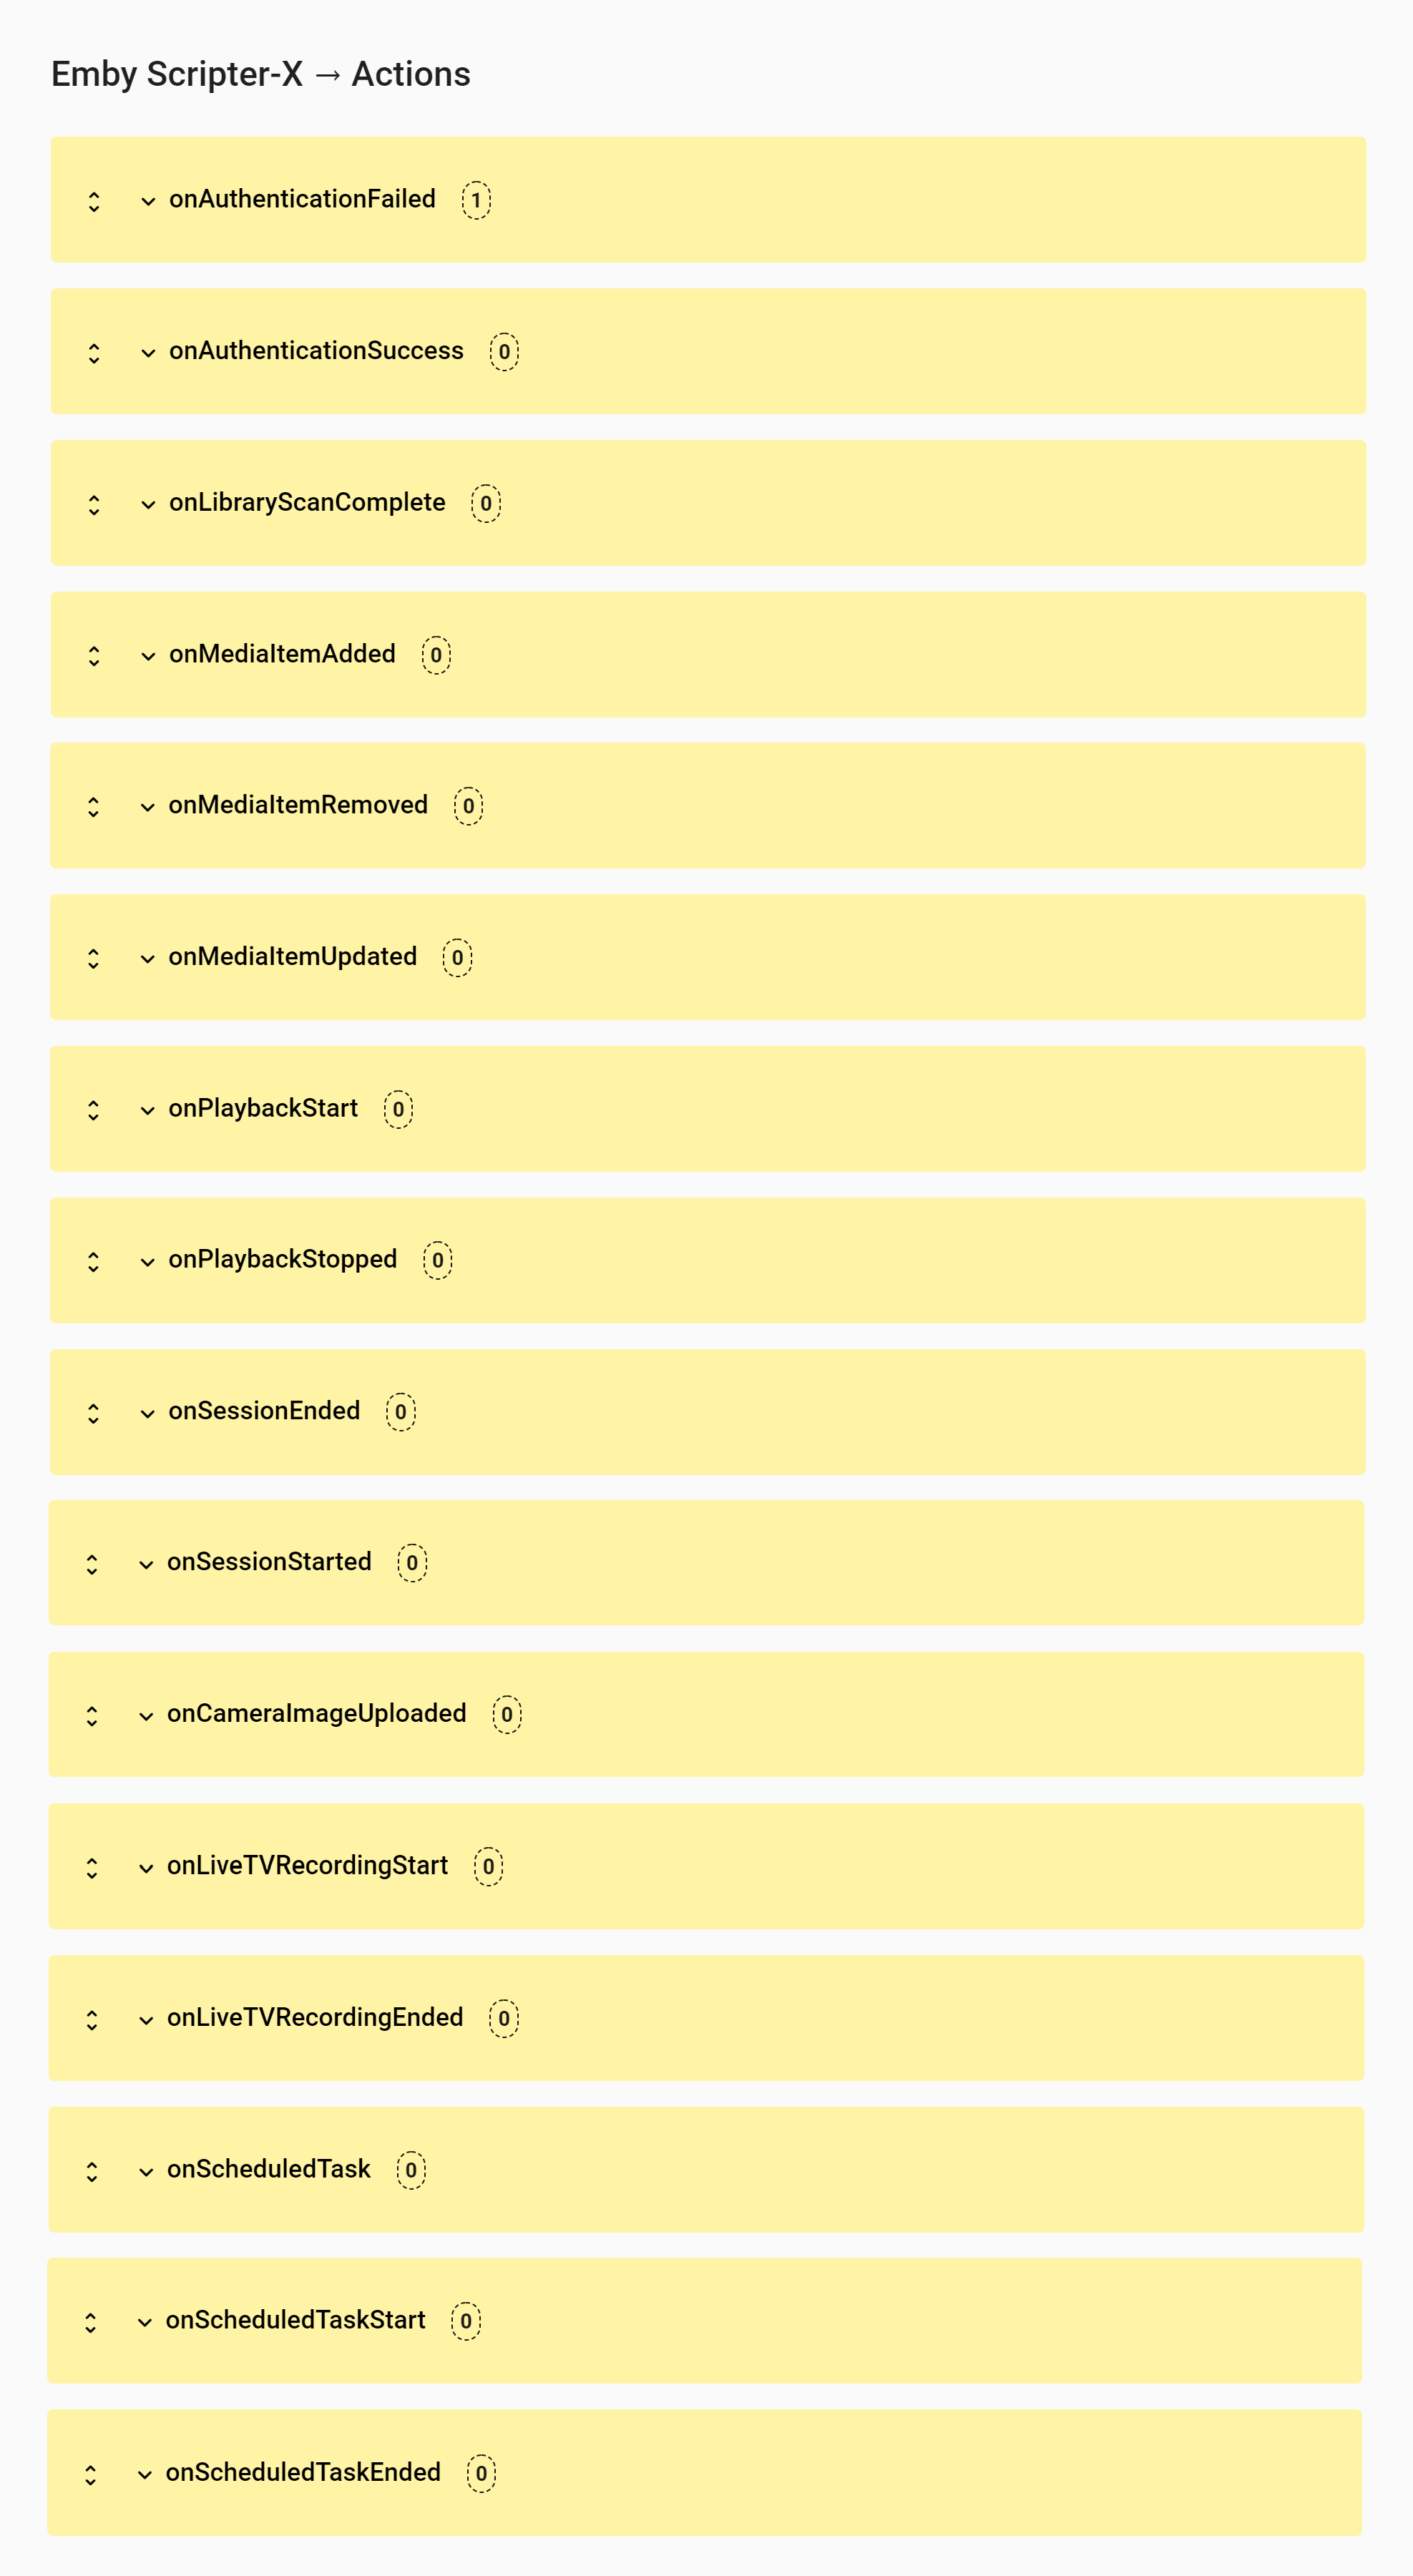 Emby Scripter-X → Actions
onAuthenticationFailed 1
onAuthenticationSuccess 0
onLibraryScanComplete 0
onMediaItemAdded 0
onMediaItemRemoved 0
onMediaItemUpdated 0
onPlaybackStart 0
onPlaybackStopped 0
onSessionEnded 0
onSessionStarted 0
onCameraImageUploaded 0
onLiveTVRecordingStart 0
onLiveTVRecordingEnded 0
onScheduledTask 0
onScheduledTaskStart 0
onScheduledTaskEnded 0